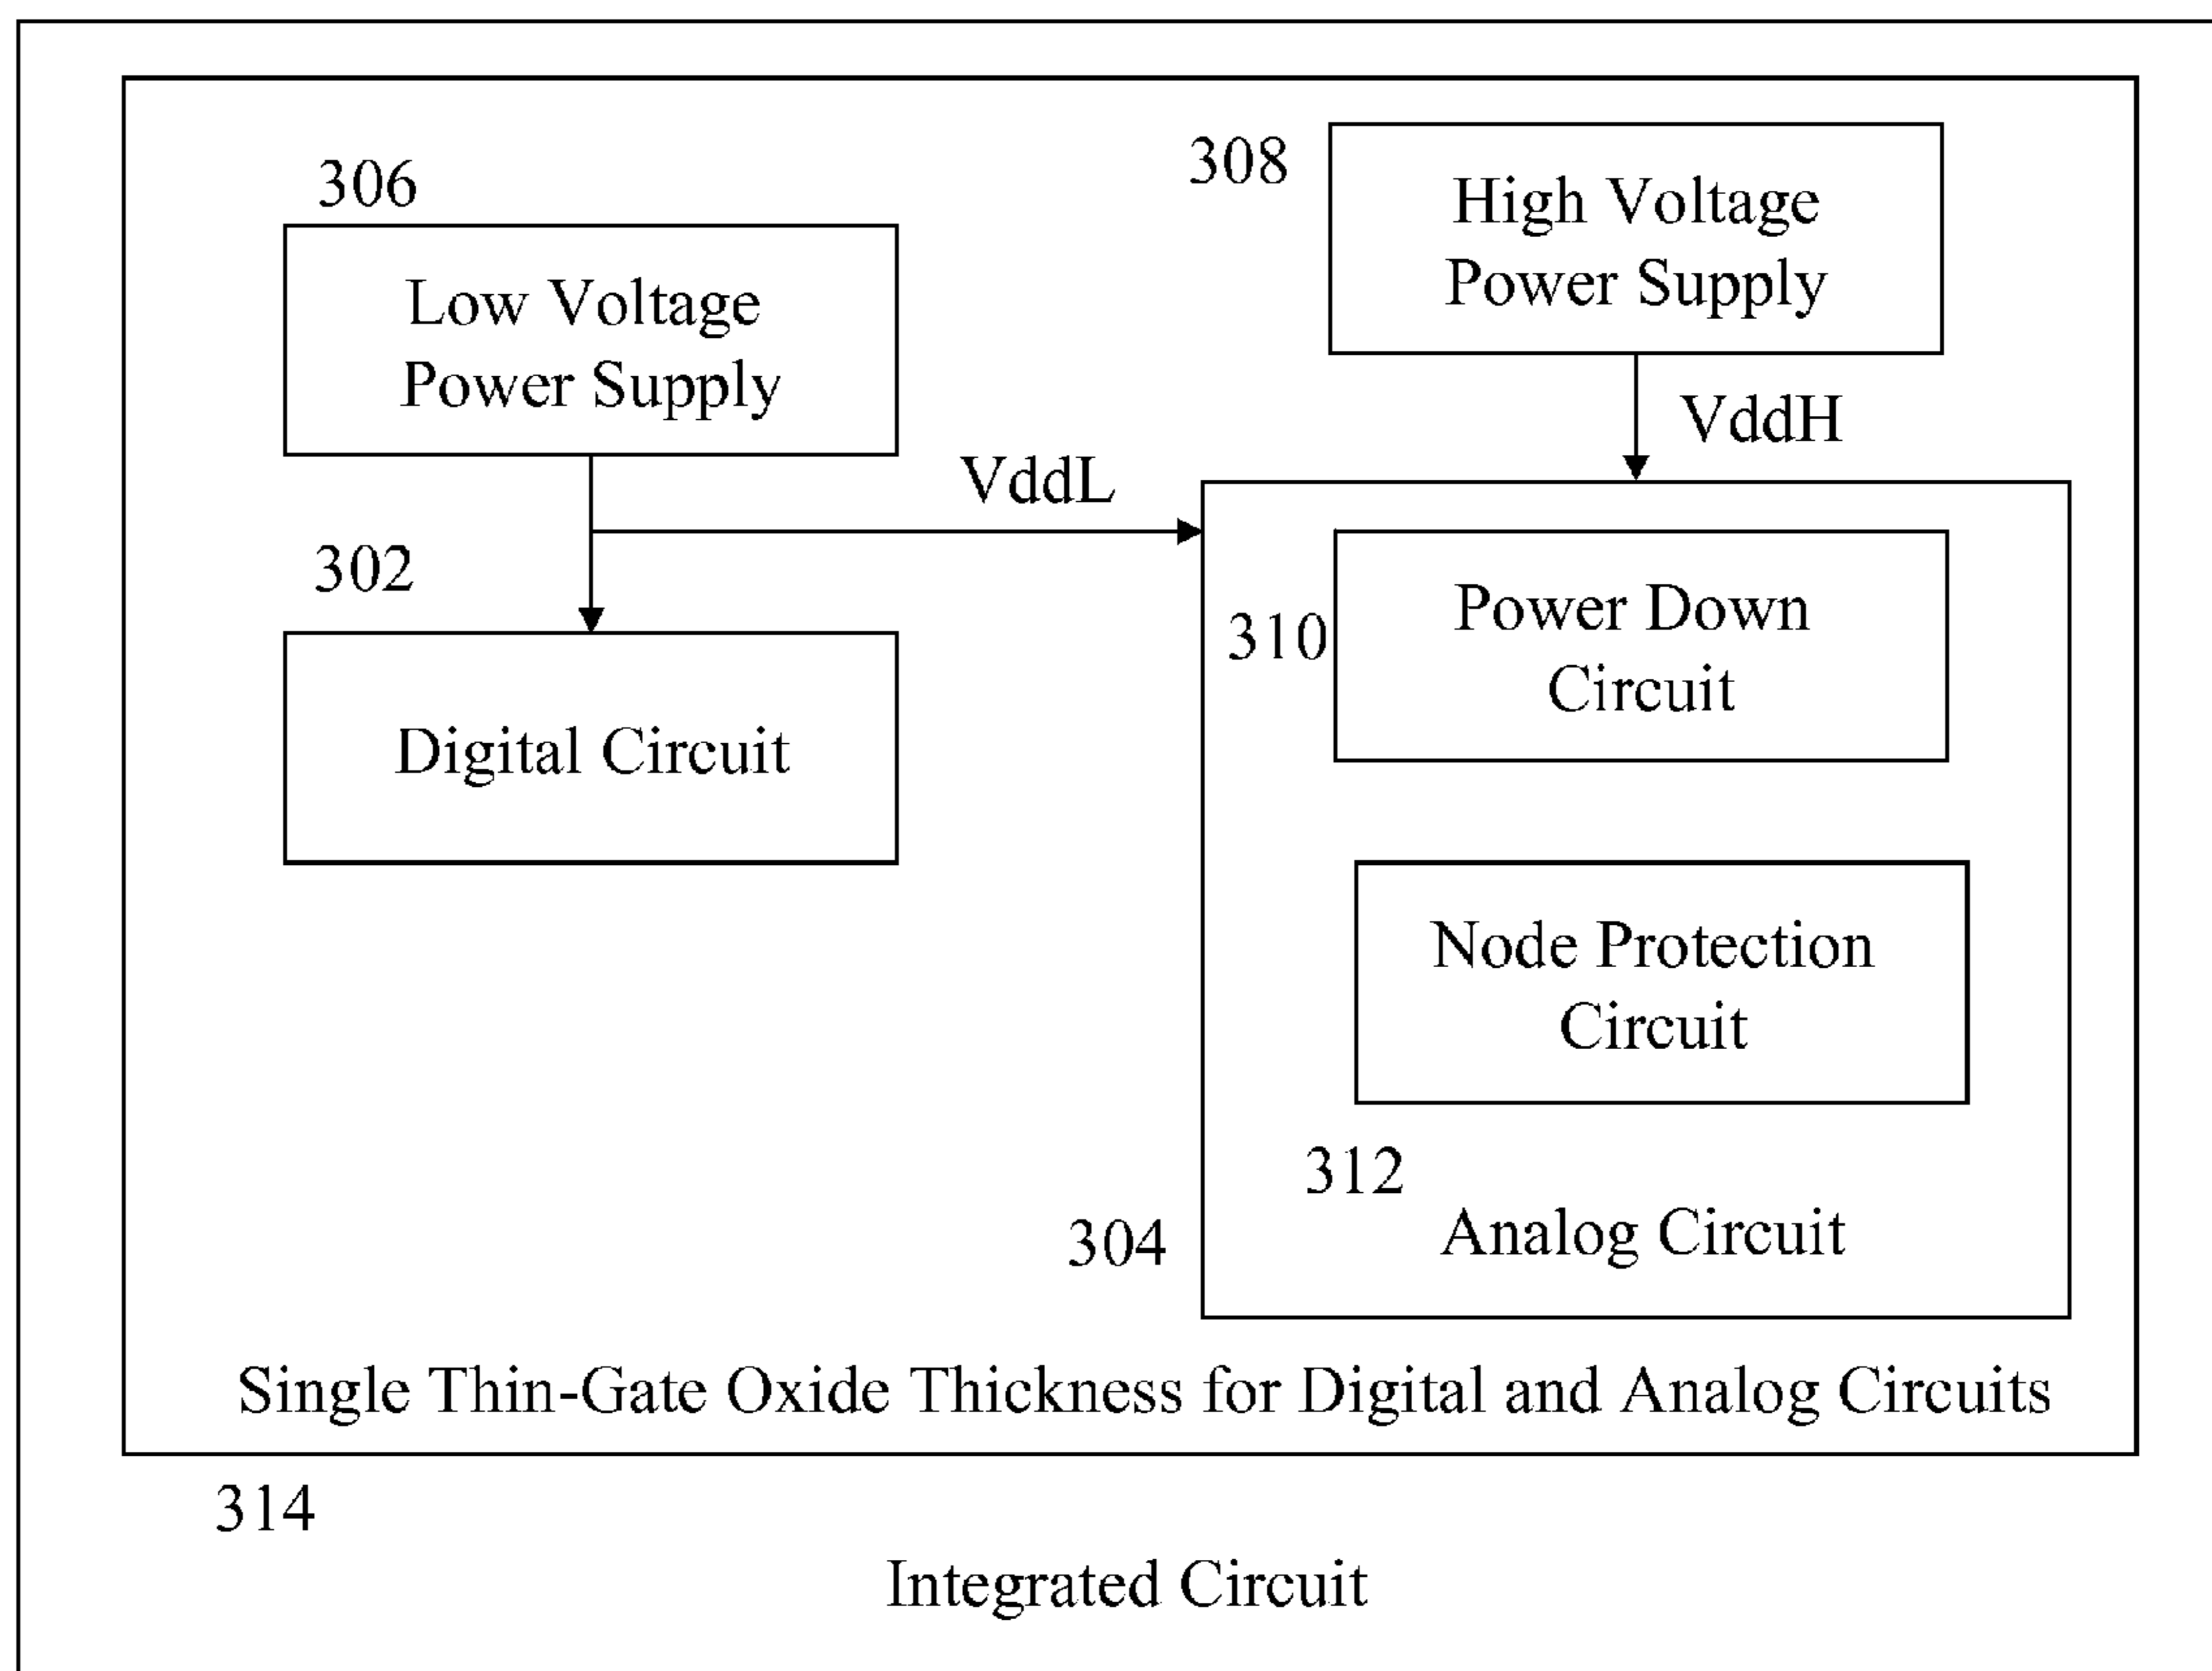 306
Low Voltage
Power Supply
308
High Voltage
Power Supply
VddH
VddL
302
Digital Circuit
310
Power Down
Circuit
Node Protection
Circuit
312
304
Analog Circuit
Single Thin-Gate Oxide Thickness for Digital and Analog Circuits
314
Integrated Circuit